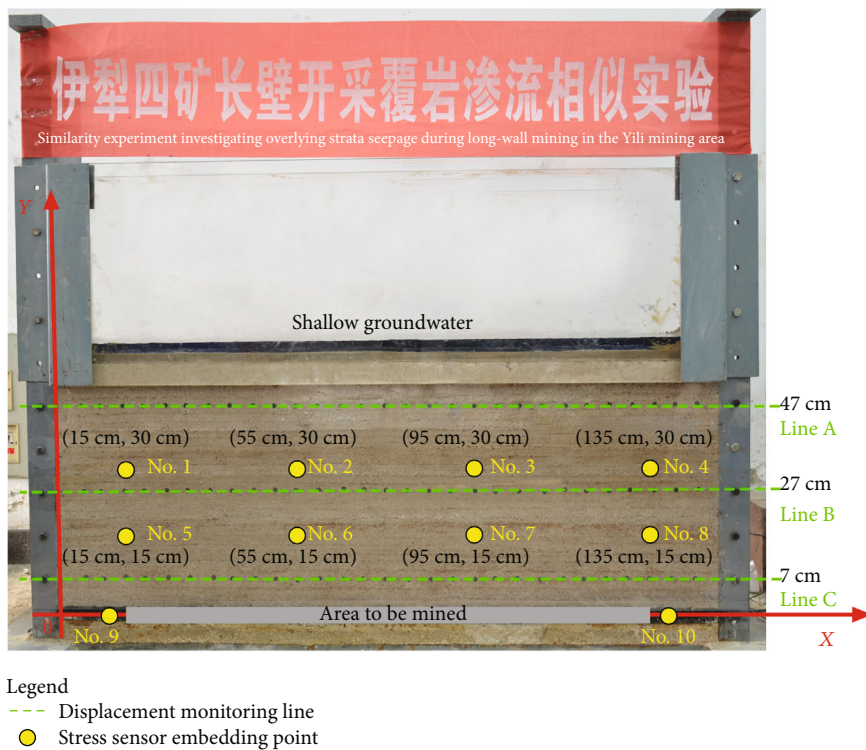 伊犁四矿长壁开采覆岩渗流相似实验
Similarity experiment investigating overlying strata seepage during long-wall mining in the Yili mining area
Y
Shallow groundwater
47 cm
Line A
(15 cm, 30 cm) (55 cm, 30 cm) (95 cm, 30 cm) (135 cm, 30 cm)
No. 1 No. 2 No. 3 No. 4
27 cm
Line B
No. 5 No. 6 No. 7 No. 8
(15 cm, 15 cm) (55 cm, 15 cm) (95 cm, 15 cm) (135 cm, 15 cm)
7 cm
Line C
Area to be mined
0
No. 9 No. 10
X
Legend
Displacement monitoring line
Stress sensor embedding point